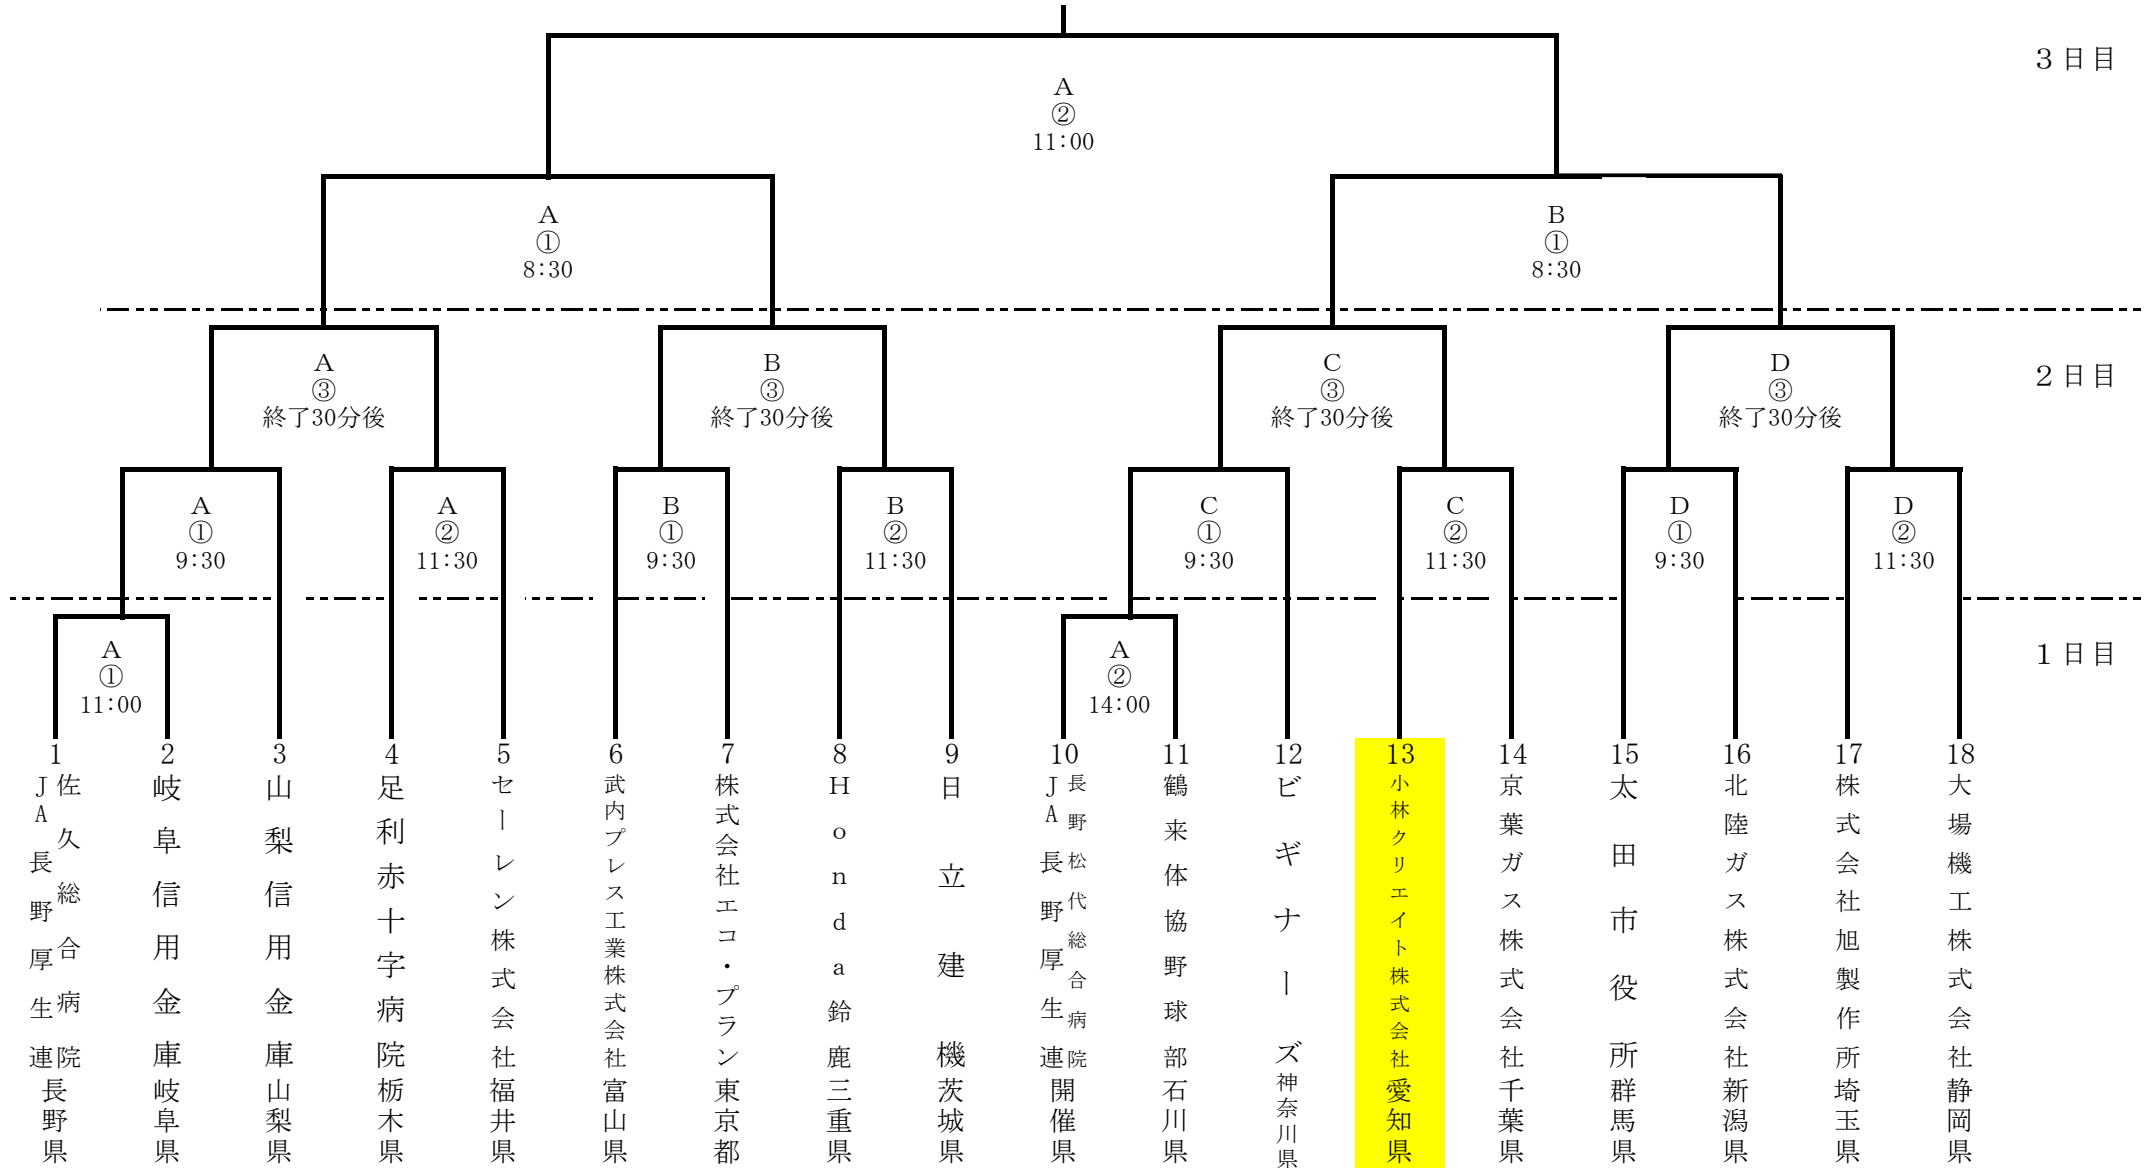 3日目
A
②
11:00
A
①
8:30
B
①
8:30
2日目
A
③
終了30分後
B
③
終了30分後
C
③
終了30分後
D
③
終了30分後
A
①
9:30
A
②
11:30
B
①
9:30
B
②
11:30
C
①
9:30
C
②
11:30
D
①
9:30
D
②
11:30
1日目
A
①
11:00
A
②
14:00
1
JA長野厚生連
佐久総合病院
長野県
2
岐阜信用金庫
岐阜県
3
山梨信用金庫
山梨県
4
足利赤十字病院
栃木県
5
セーレン株式会社
福井県
6
武内プレス工業株式会社
富山県
7
株式会社エコ・プラン
東京都
8
Honda鈴鹿
三重県
9
日立建機
茨城県
10
JA長野厚生連
長野松代総合病院
開催県
11
鶴来体協野球部
石川県
12
ビギナーズ
神奈川県
13
小林クリエイト株式会社
愛知県
14
京葉ガス株式会社
千葉県
15
太田市役所
群馬県
16
北陸ガス株式会社
新潟県
17
株式会社旭製作所
埼玉県
18
大場機工株式会社
静岡県